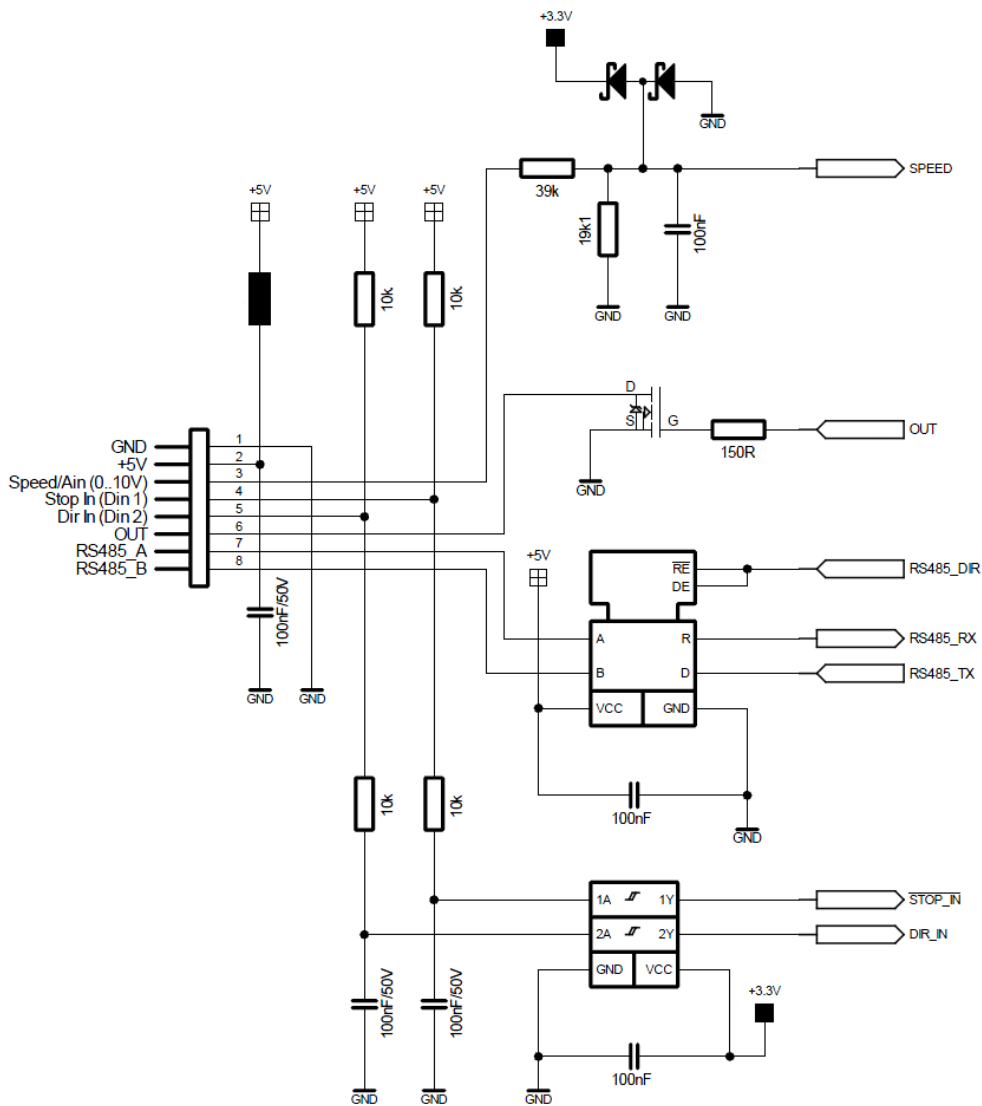 +3.3V
GND
SPEED
39k
19k1
100nF
GND
GND
+5V
+5V
+5V
10k
10k
D
S
G
150R
OUT
GND
GND
+5V
Speed/Ain (0..10V)
Stop In (Din 1)
Dir In (Din 2)
OUT
RS485_A
RS485_B
1
2
3
4
5
6
7
8
100nF/50V
GND
GND
+5V
RE
DE
A
R
B
D
VCC
GND
RS485_DIR
RS485_RX
RS485_TX
100nF
GND
10k
10k
1A
1Y
2A
2Y
GND
VCC
STOP_IN
DIR_IN
+3.3V
100nF/50V
100nF/50V
100nF
GND
GND
GND